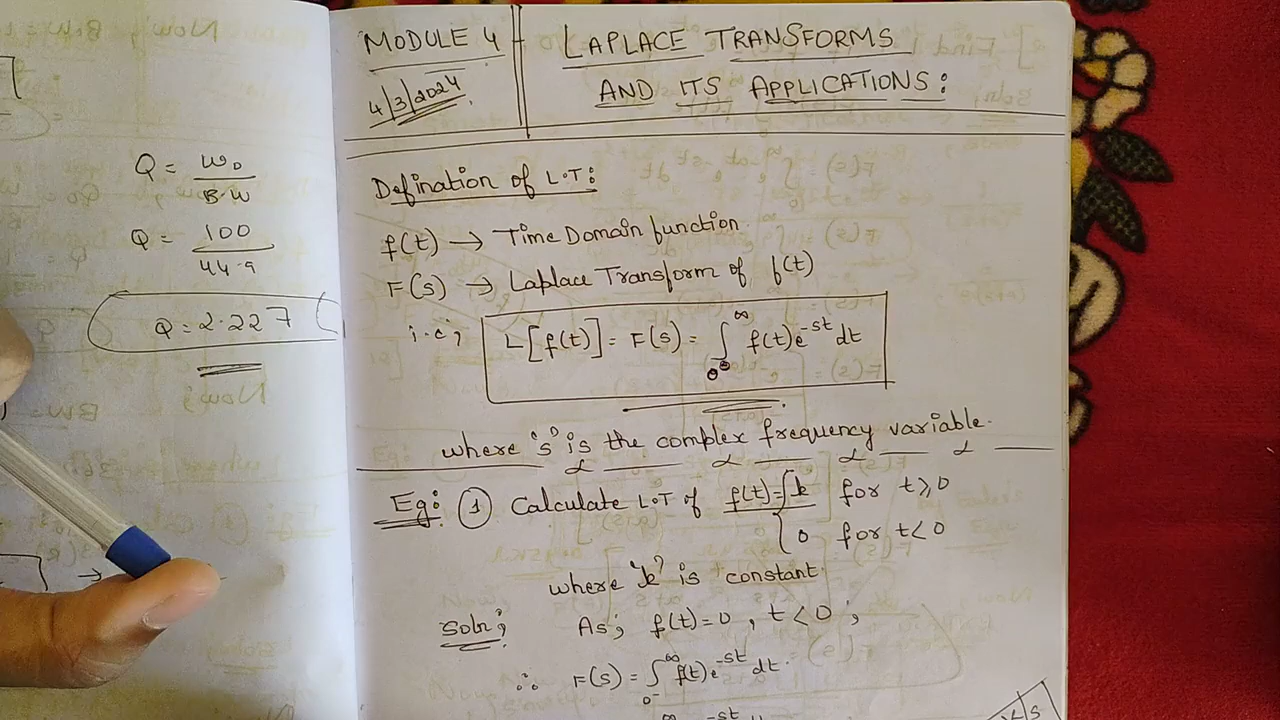 Q = ω₀ / B.W
Q = 100 / 44.9
Q = 2.227
MODULE 4
4/3/2024
LAPLACE TRANSFORMS
AND ITS APPLICATIONS:
Defination of L.T:
f(t) → Time Domain function.
F(s) → Laplace Transform of f(t)
i.e; L[f(t)] = F(s) = ∫₀^∞ f(t)e^-st dt
where 's' is the complex frequency variable.
Eg: ① Calculate L.T of f(t) = { k for t ≥ 0
0 for t < 0
where 'k' is constant.
Soln; As; f(t) = 0, t < 0;
∴ F(s) = ∫₀-^∞ f(t)e^-st dt.